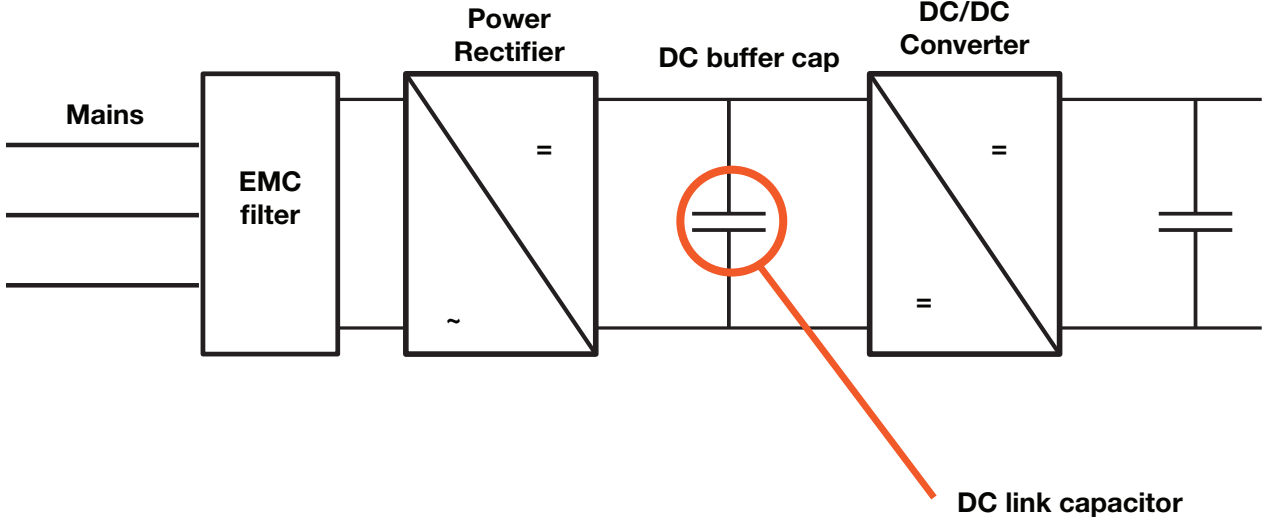 Power
Rectifier
DC buffer cap
DC/DC
Converter
Mains
EMC
filter
=
~
=
=
DC link capacitor